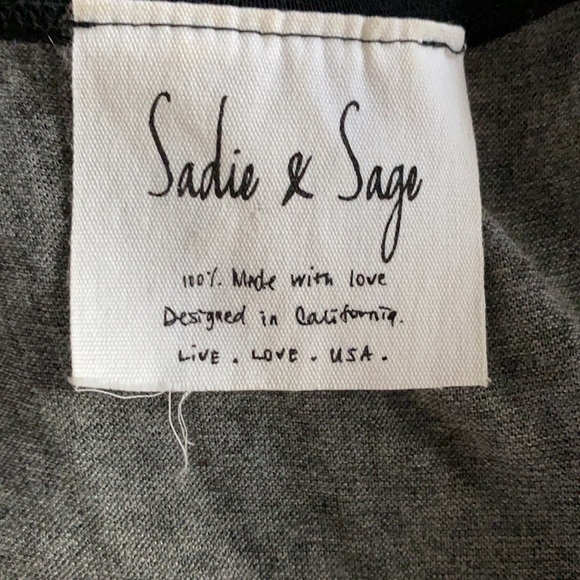 Sadie & Sage
100% Made with love
Designed in California.
LIVE . LOVE . USA .